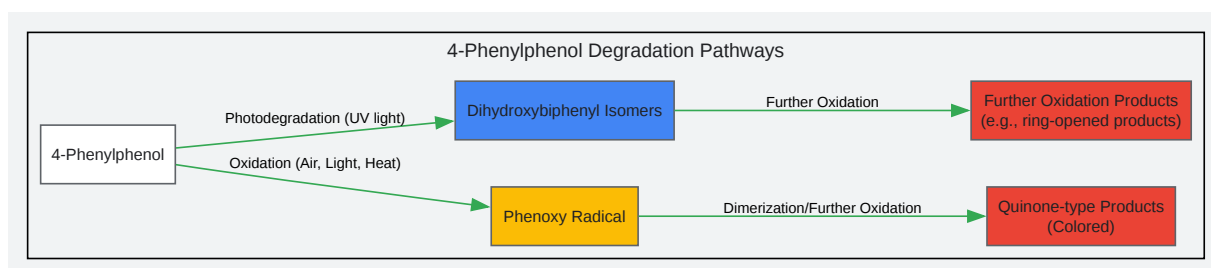 4-Phenylphenol Degradation Pathways
4-Phenylphenol
Photodegradation (UV light)
Dihydroxybiphenyl Isomers
Further Oxidation
Further Oxidation Products
(e.g., ring-opened products)
Oxidation (Air, Light, Heat)
Phenoxy Radical
Dimerization/Further Oxidation
Quinone-type Products
(Colored)